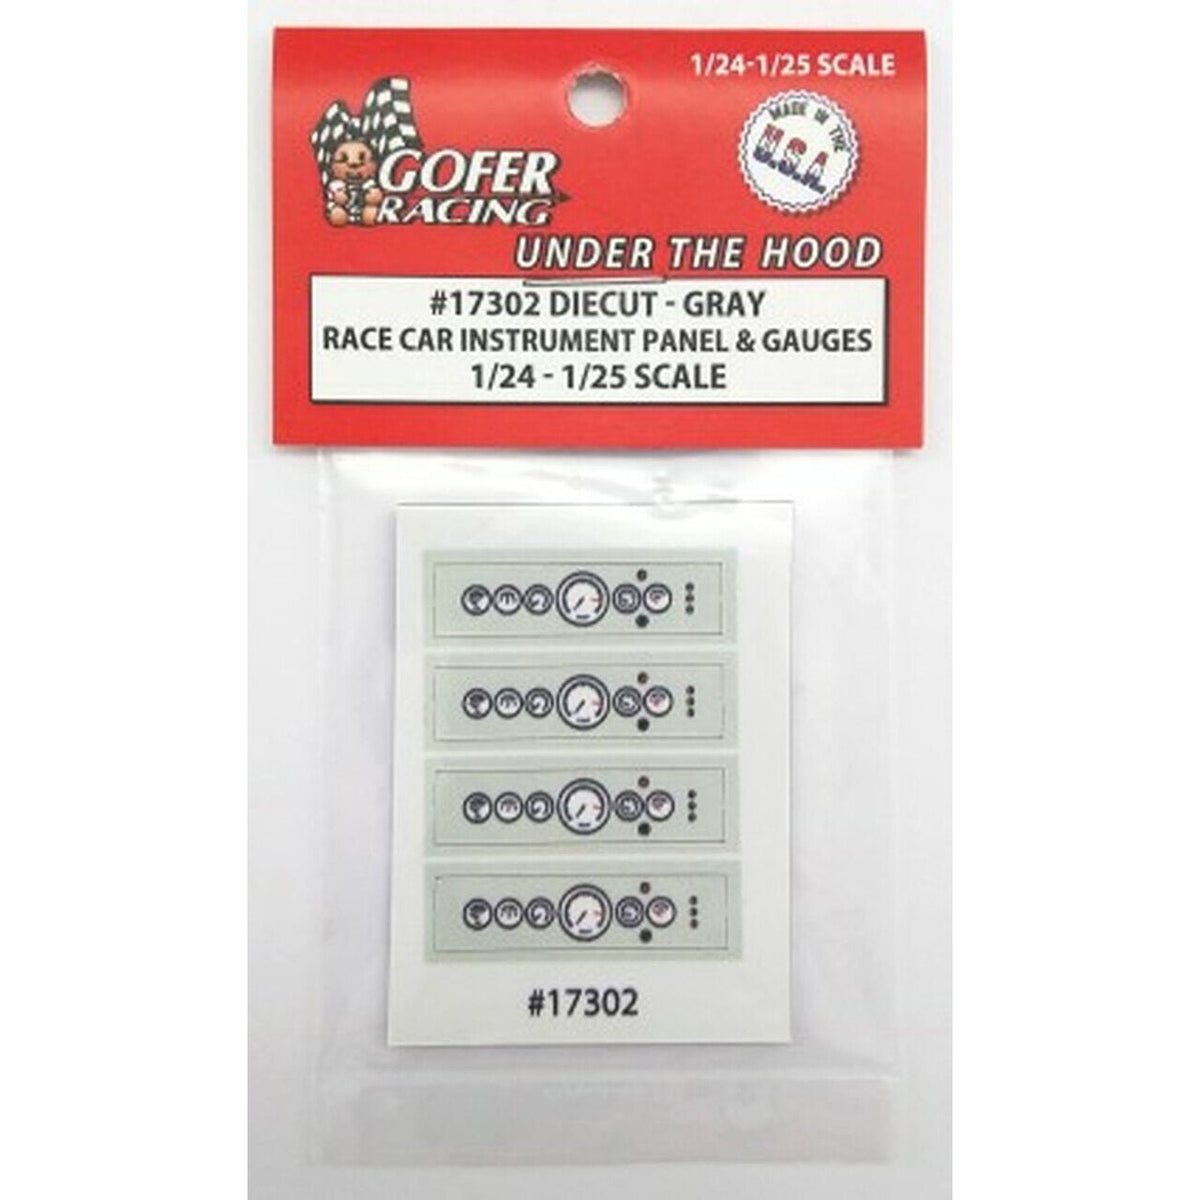 1/24-1/25 SCALE
MADE IN THE
U.S.A.
GOFER
RACING
UNDER THE HOOD
#17302 DIECUT - GRAY
RACE CAR INSTRUMENT PANEL & GAUGES
1/24 - 1/25 SCALE
#17302